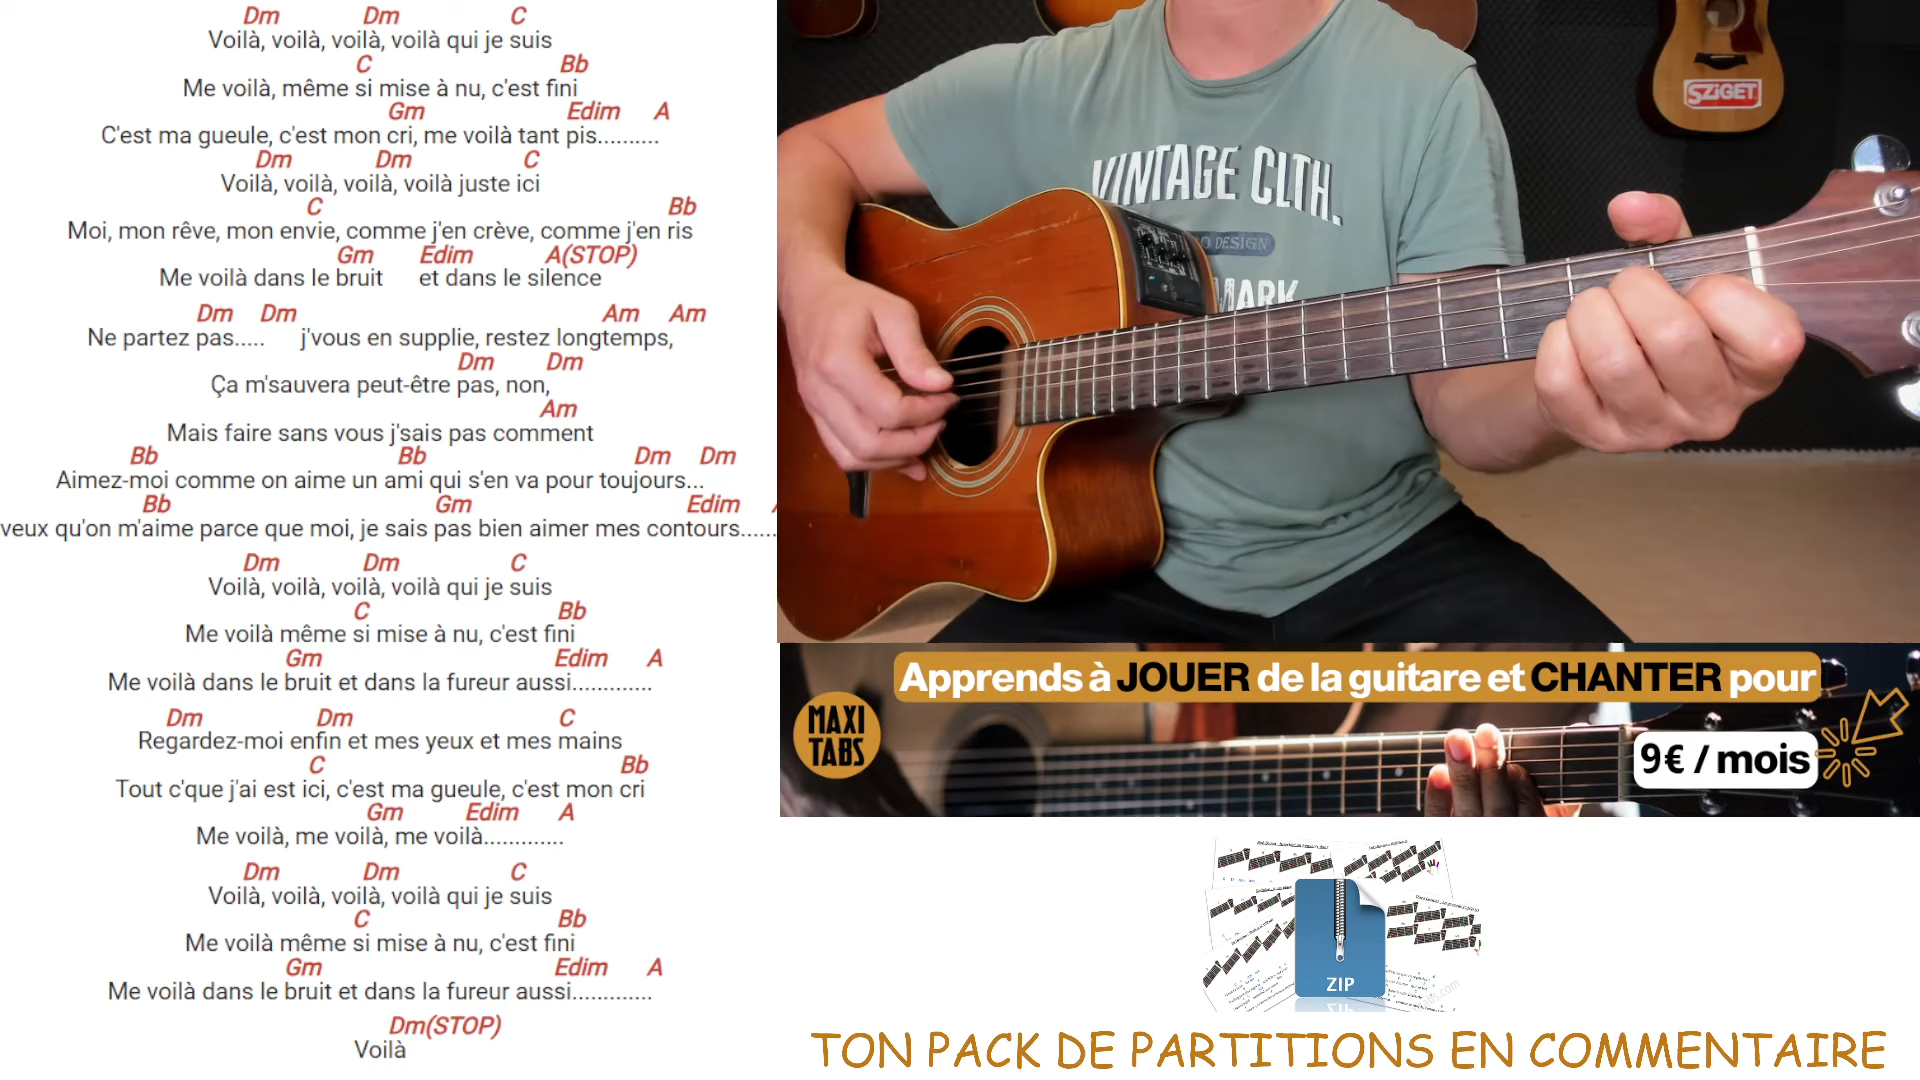 Dm Dm C
Voilà, voilà, voilà, voilà qui je suis
C Bb
Me voilà, même si mise à nu, c'est fini
Gm Edim A
C'est ma gueule, c'est mon cri, me voilà tant pis..........
Dm Dm C
Voilà, voilà, voilà, voilà juste ici
C Bb
Moi, mon rêve, mon envie, comme j'en crève, comme j'en ris
Gm Edim A(STOP)
Me voilà dans le bruit et dans le silence
Dm Dm Am Am
Ne partez pas..... j'vous en supplie, restez longtemps,
Dm Dm
Ça m'sauvera peut-être pas, non,
Am
Mais faire sans vous j'sais pas comment
Bb Bb Dm Dm
Aimez-moi comme on aime un ami qui s'en va pour toujours...
Bb Gm Edim
veux qu'on m'aime parce que moi, je sais pas bien aimer mes contours......
Dm Dm C
Voilà, voilà, voilà, voilà qui je suis
C Bb
Me voilà même si mise à nu, c'est fini
Gm Edim A
Me voilà dans le bruit et dans la fureur aussi.............
Dm Dm C
Regardez-moi enfin et mes yeux et mes mains
C Bb
Tout c'que j'ai est ici, c'est ma gueule, c'est mon cri
Gm Edim A
Me voilà, me voilà, me voilà.............
Dm Dm C
Voilà, voilà, voilà, voilà qui je suis
C Bb
Me voilà même si mise à nu, c'est fini
Gm Edim A
Me voilà dans le bruit et dans la fureur aussi.............
Dm(STOP)
Voilà
SZIGET
VINTAGE CLTH.
DESIGN
MARK
Apprends à JOUER de la guitare et CHANTER pour
MAXI
TABS
9€ / mois
ZIP
TON PACK DE PARTITIONS EN COMMENTAIRE